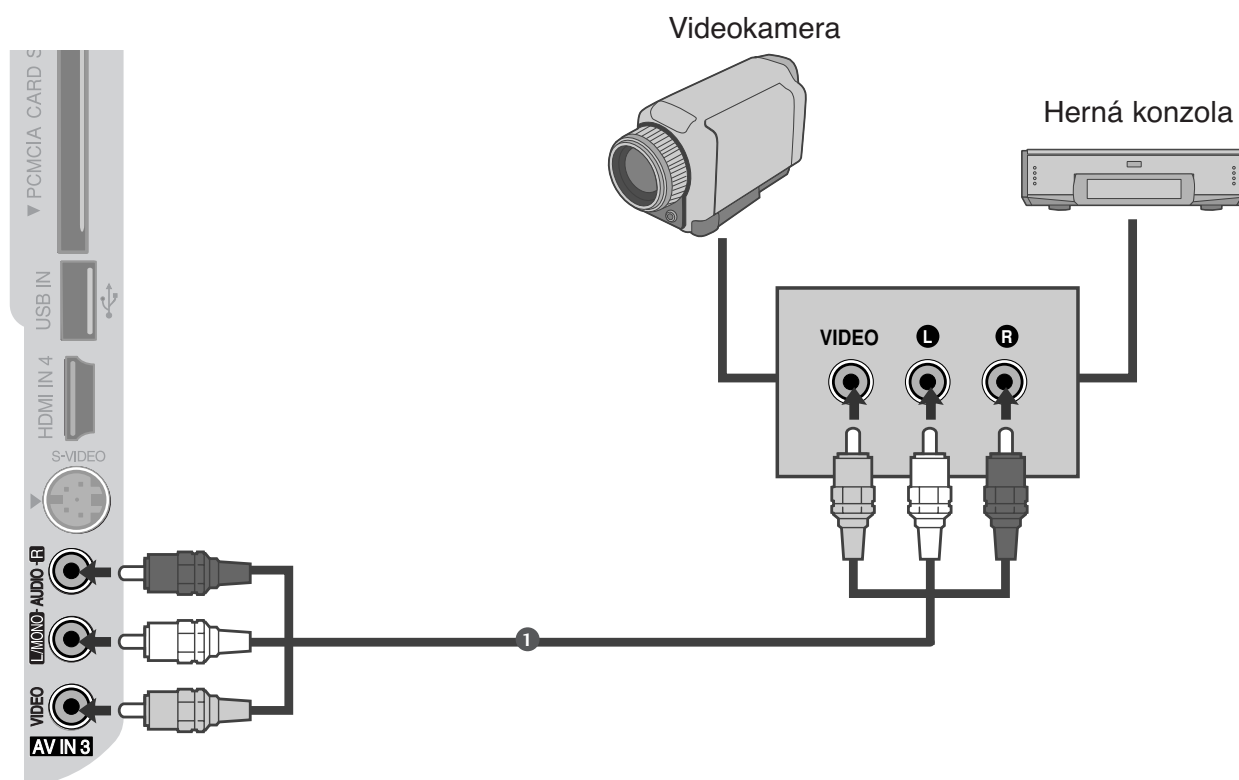 Videokamera
Herná konzola
▼ PCMCIA CARD S
USB IN
HDMI IN 4
S-VIDEO
L/MONO - AUDIO - R
VIDEO
AV IN 3
VIDEO L R
1